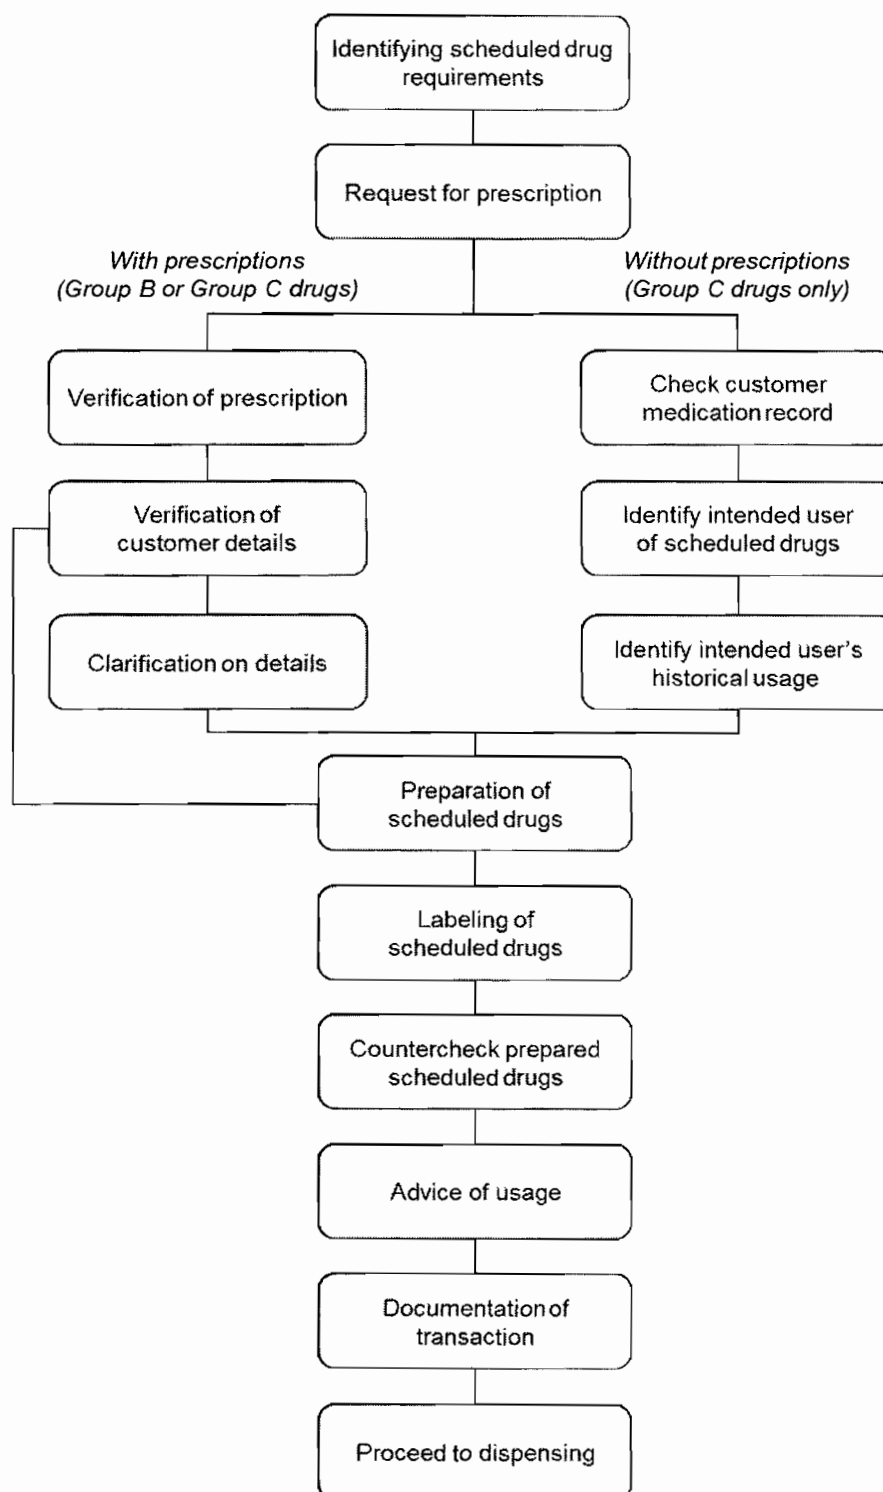 Identifying scheduled drug
requirements
Request for prescription
With prescriptions
(Group B or Group C drugs)
Without prescriptions
(Group C drugs only)
Verification of prescription
Check customer
medication record
Verification of
customer details
Identify intended user
of scheduled drugs
Clarification on details
Identify intended user's
historical usage
Preparation of
scheduled drugs
Labeling of
scheduled drugs
Countercheck prepared
scheduled drugs
Advice of usage
Documentation of
transaction
Proceed to dispensing